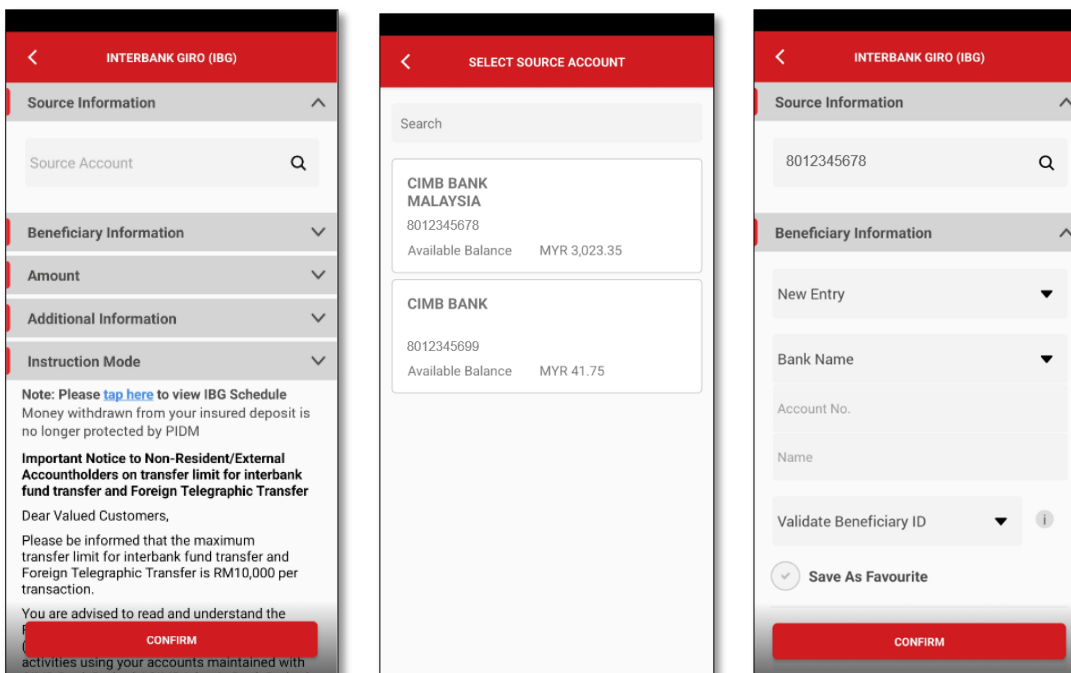 INTERBANK GIRO (IBG)
Source Information
Source Account
Beneficiary Information
Amount
Additional Information
Instruction Mode
Note: Please tap here to view IBG Schedule
Money withdrawn from your insured deposit is
no longer protected by PIDM
Important Notice to Non-Resident/External
Accountholders on transfer limit for interbank
fund transfer and Foreign Telegraphic Transfer
Dear Valued Customers,
Please be informed that the maximum
transfer limit for interbank fund transfer and
Foreign Telegraphic Transfer is RM10,000 per
transaction.
You are advised to read and understand the
CONFIRM
activities using your accounts maintained with
SELECT SOURCE ACCOUNT
Search
CIMB BANK
MALAYSIA
8012345678
Available Balance MYR 3,023.35
CIMB BANK
8012345699
Available Balance MYR 41.75
INTERBANK GIRO (IBG)
Source Information
8012345678
Beneficiary Information
New Entry
Bank Name
Account No.
Name
Validate Beneficiary ID
i
Save As Favourite
CONFIRM